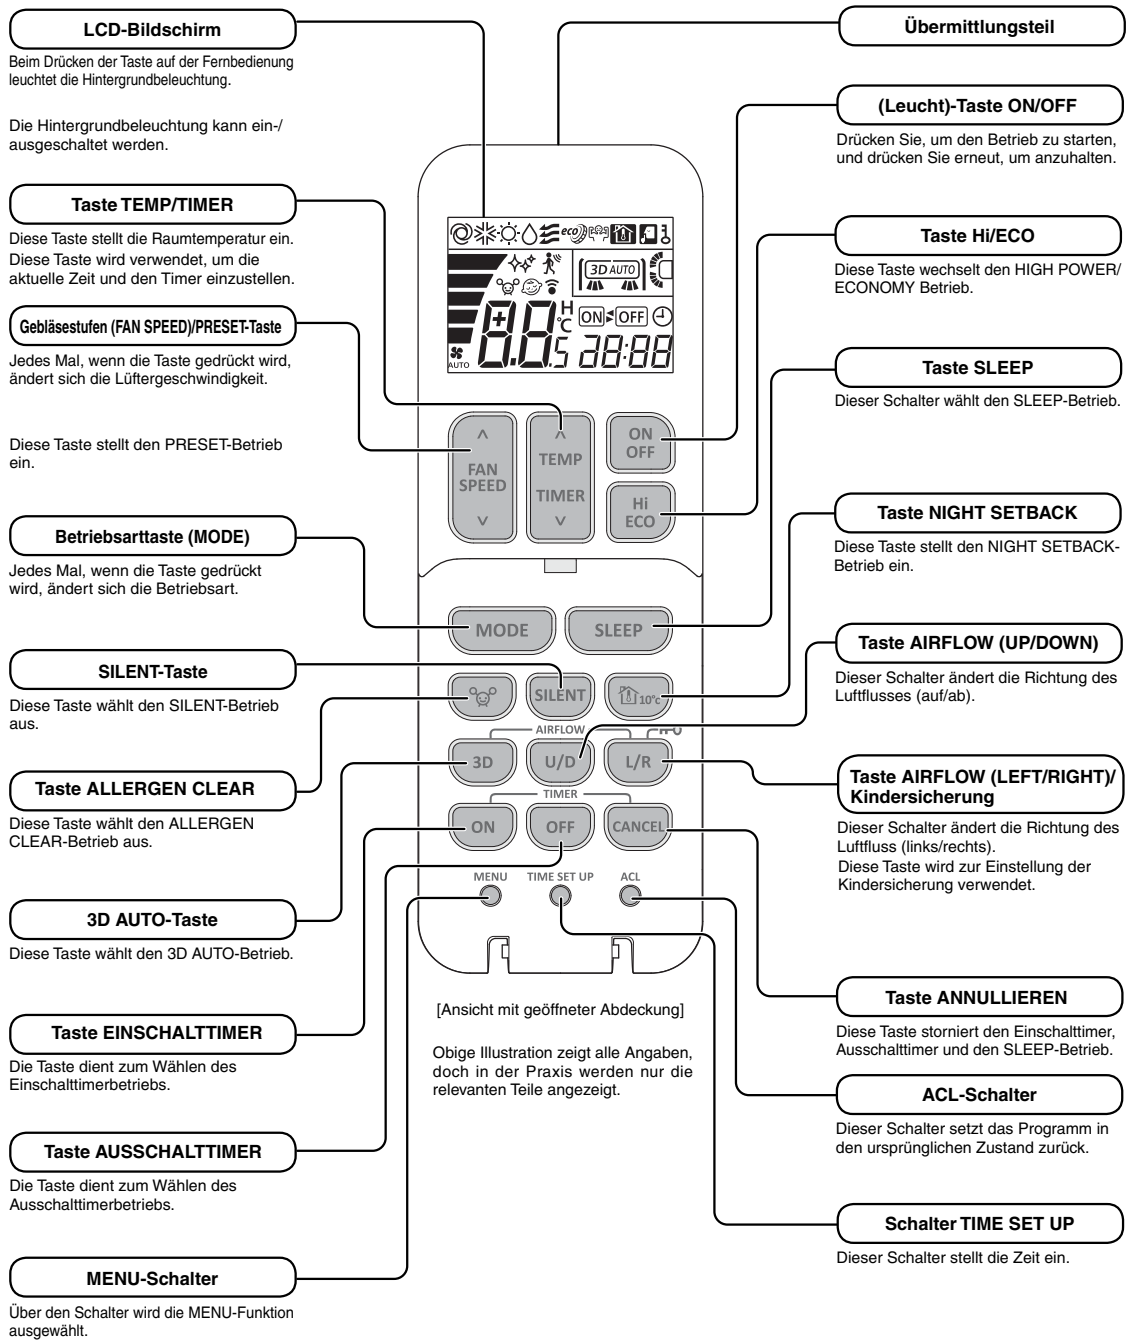 LCD-Bildschirm
Beim Drücken der Taste auf der Fernbedienung
leuchtet die Hintergrundbeleuchtung.
Die Hintergrundbeleuchtung kann ein-/
ausgeschaltet werden.
Taste TEMP/TIMER
Diese Taste stellt die Raumtemperatur ein.
Diese Taste wird verwendet, um die
aktuelle Zeit und den Timer einzustellen.
Gebläsestufen (FAN SPEED)/PRESET-Taste
Jedes Mal, wenn die Taste gedrückt wird,
ändert sich die Lüftergeschwindigkeit.
Diese Taste stellt den PRESET-Betrieb
ein.
Betriebsarttaste (MODE)
Jedes Mal, wenn die Taste gedrückt
wird, ändert sich die Betriebsart.
SILENT-Taste
Diese Taste wählt den SILENT-Betrieb
aus.
Taste ALLERGEN CLEAR
Diese Taste wählt den ALLERGEN
CLEAR-Betrieb aus.
3D AUTO-Taste
Diese Taste wählt den 3D AUTO-Betrieb.
Taste EINSCHALTTIMER
Die Taste dient zum Wählen des
Einschalttimerbetriebs.
Taste AUSSCHALTTIMER
Die Taste dient zum Wählen des
Ausschalttimerbetriebs.
MENU-Schalter
Über den Schalter wird die MENU-Funktion
ausgewählt.
eco
3D AUTO
H
°C
ON
OFF
AUTO
8.8.5 28:88
FAN
SPEED
TEMP
TIMER
ON
OFF
Hi
ECO
MODE
SLEEP
SILENT
10°c
AIRFLOW
3D
U/D
L/R
TIMER
ON
OFF
CANCEL
MENU
TIME SET UP
ACL
[Ansicht mit geöffneter Abdeckung]
Obige Illustration zeigt alle Angaben,
doch in der Praxis werden nur die
relevanten Teile angezeigt.
Übermittlungsteil
(Leucht)-Taste ON/OFF
Drücken Sie, um den Betrieb zu starten,
und drücken Sie erneut, um anzuhalten.
Taste Hi/ECO
Diese Taste wechselt den HIGH POWER/
ECONOMY Betrieb.
Taste SLEEP
Dieser Schalter wählt den SLEEP-Betrieb.
Taste NIGHT SETBACK
Diese Taste stellt den NIGHT SETBACK-
Betrieb ein.
Taste AIRFLOW (UP/DOWN)
Dieser Schalter ändert die Richtung des
Luftflusses (auf/ab).
Taste AIRFLOW (LEFT/RIGHT)/
Kindersicherung
Dieser Schalter ändert die Richtung des
Luftfluss (links/rechts).
Diese Taste wird zur Einstellung der
Kindersicherung verwendet.
Taste ANNULLIEREN
Diese Taste storniert den Einschalttimer,
Ausschalttimer und den SLEEP-Betrieb.
ACL-Schalter
Dieser Schalter setzt das Programm in
den ursprünglichen Zustand zurück.
Schalter TIME SET UP
Dieser Schalter stellt die Zeit ein.